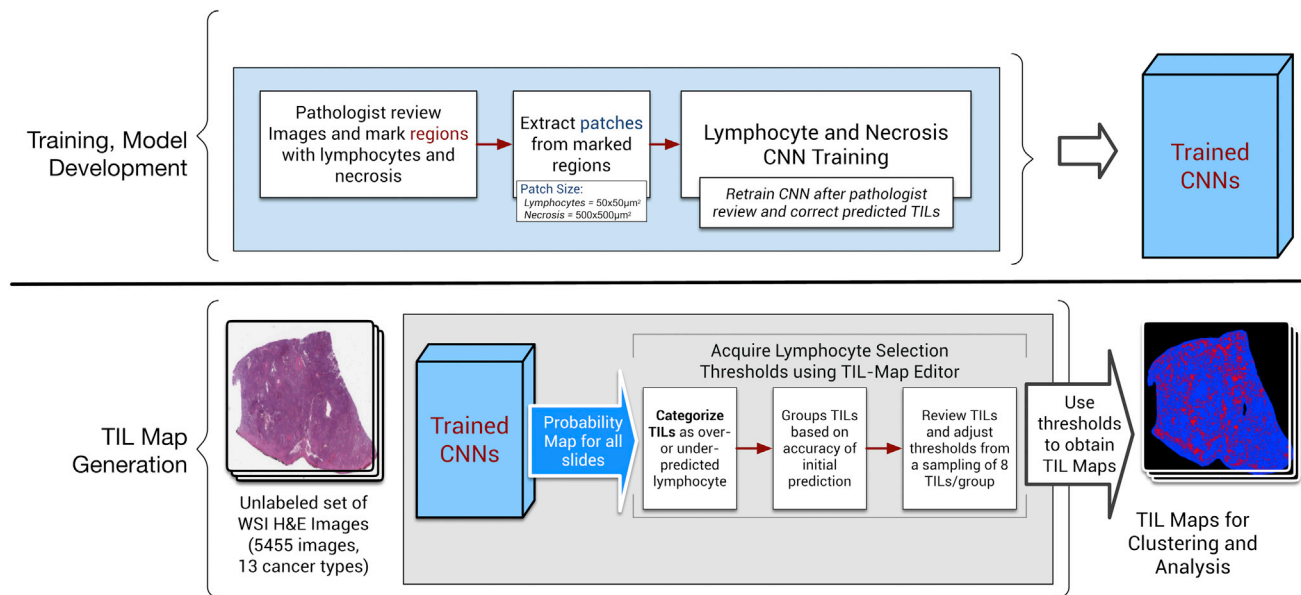 Training, Model
Development
Pathologist review
Images and mark regions
with lymphocytes and
necrosis
Extract patches
from marked
regions
Patch Size:
Lymphocytes = 50x50µm²
Necrosis = 500x500µm²
Lymphocyte and Necrosis
CNN Training
Retrain CNN after pathologist
review and correct predicted TILs
Trained
CNNs
TIL Map
Generation
Unlabeled set of
WSI H&E Images
(5455 images,
13 cancer types)
Trained
CNNs
Probability
Map for all
slides
Acquire Lymphocyte Selection
Thresholds using TIL-Map Editor
Categorize
TILs as over-
or under-
predicted
lymphocyte
Groups TILs
based on
accuracy of
initial
prediction
Review TILs
and adjust
thresholds from
a sampling of 8
TILs/group
Use
thresholds
to obtain
TIL Maps
TIL Maps for
Clustering and
Analysis